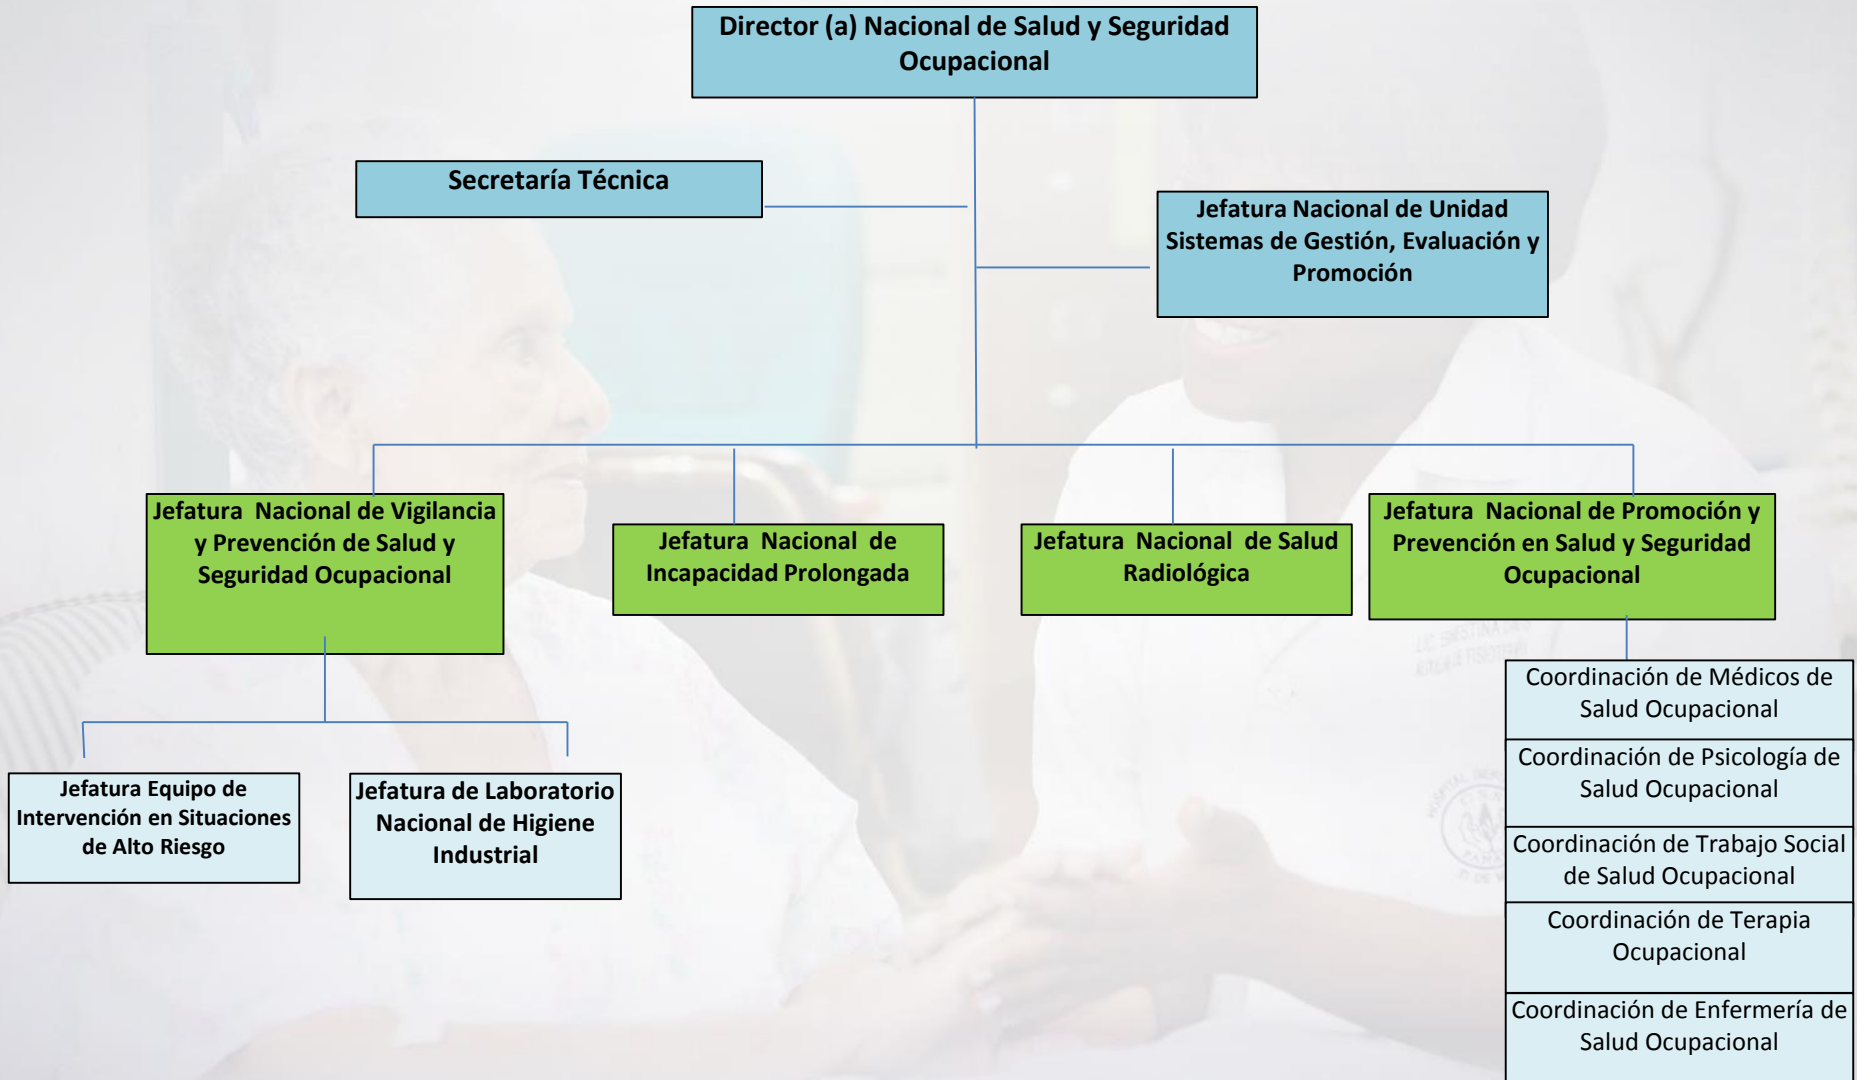 Director (a) Nacional de Salud y Seguridad
Ocupacional
Secretaría Técnica
Jefatura Nacional de Unidad
Sistemas de Gestión, Evaluación y
Promoción
Jefatura Nacional de Vigilancia
y Prevención de Salud y
Seguridad Ocupacional
Jefatura Nacional de
Incapacidad Prolongada
Jefatura Nacional de Salud
Radiológica
Jefatura Nacional de Promoción y
Prevención en Salud y Seguridad
Ocupacional
Jefatura Equipo de
Intervención en Situaciones
de Alto Riesgo
Jefatura de Laboratorio
Nacional de Higiene
Industrial
Coordinación de Médicos de
Salud Ocupacional
Coordinación de Psicología de
Salud Ocupacional
Coordinación de Trabajo Social
de Salud Ocupacional
Coordinación de Terapia
Ocupacional
Coordinación de Enfermería de
Salud Ocupacional